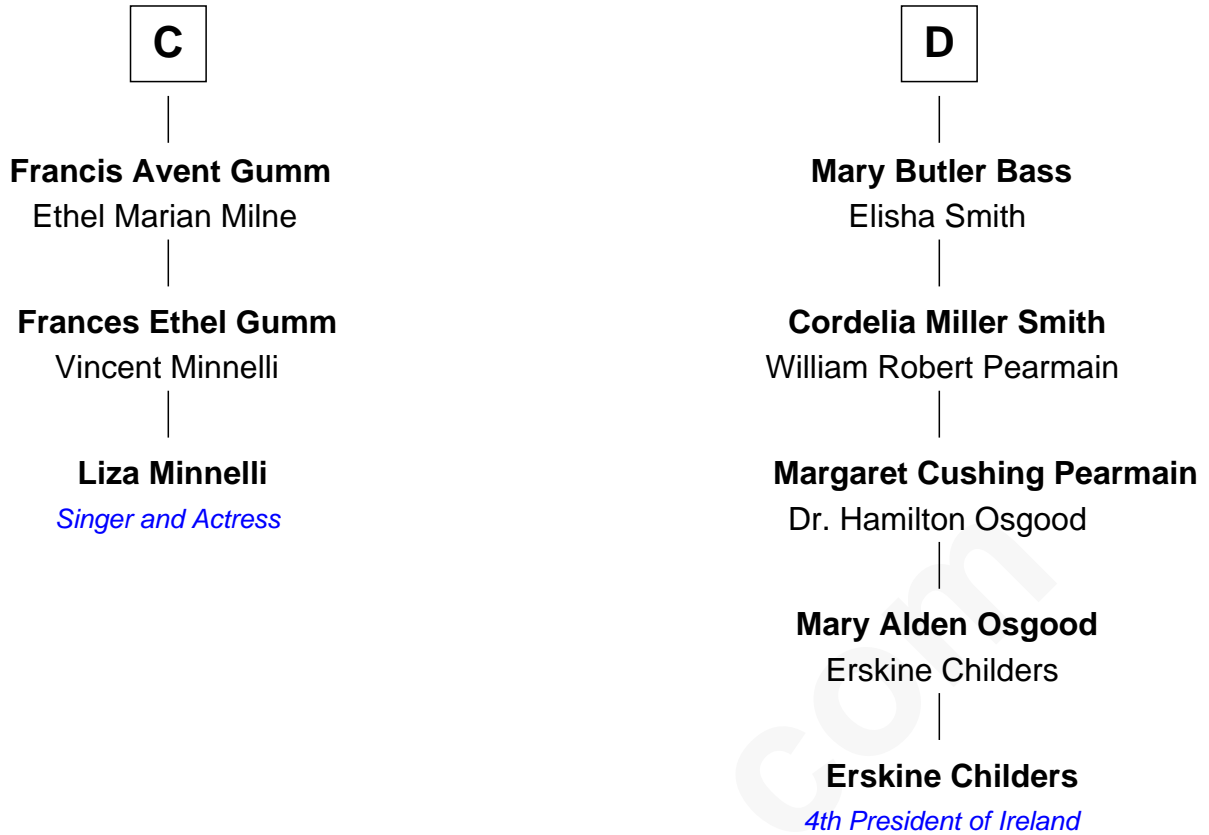 C
Francis Avent Gumm
Ethel Marian Milne
Frances Ethel Gumm
Vincent Minnelli
Liza Minnelli
Singer and Actress
D
Mary Butler Bass
Elisha Smith
Cordelia Miller Smith
William Robert Pearmain
Margaret Cushing Pearmain
Dr. Hamilton Osgood
Mary Alden Osgood
Erskine Childers
Erskine Childers
4th President of Ireland
com